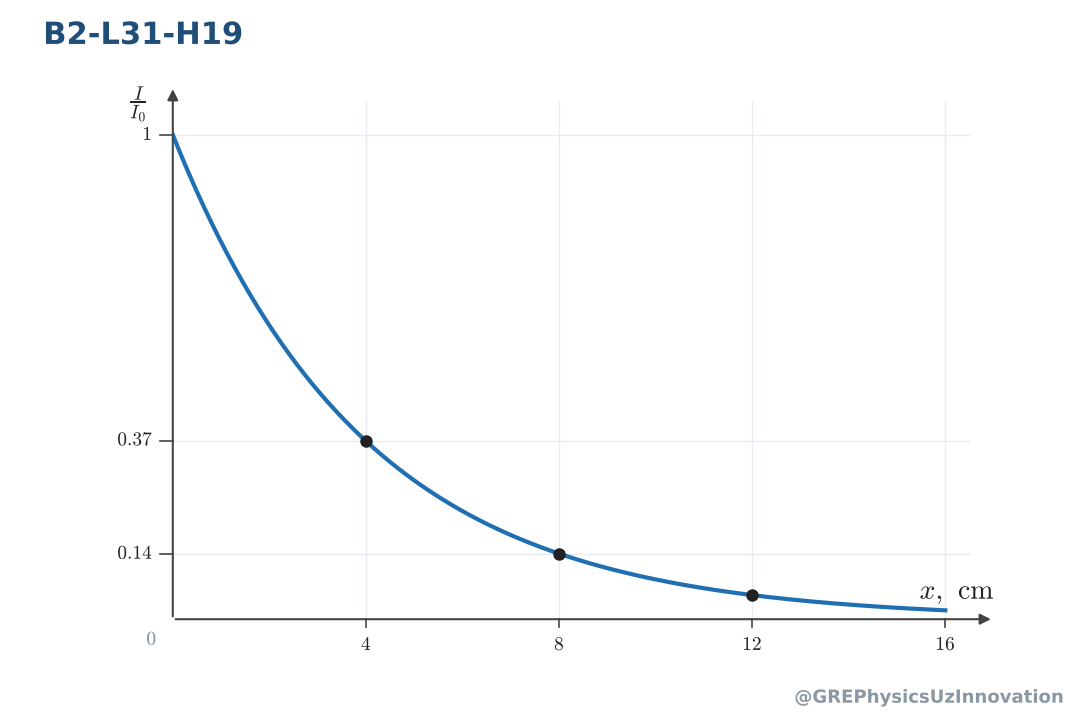 B2-L31-H19
I
I0
1
0.37
0.14
x, cm
0
4 8 12 16
@GREPhysicsUzInnovation